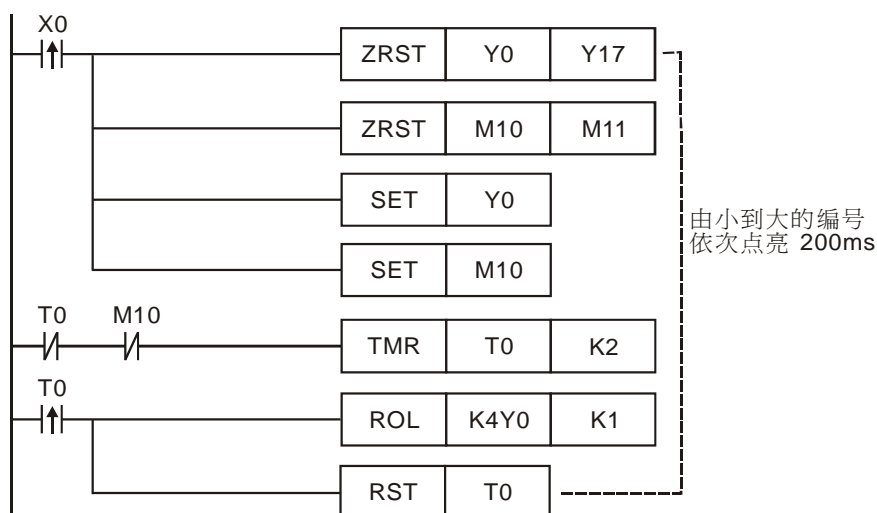 X0
ZRST Y0 Y17
ZRST M10 M11
SET Y0
SET M10
由小到大的编号
依次点亮 200ms
T0 M10
TMR T0 K2
T0
ROL K4Y0 K1
RST T0